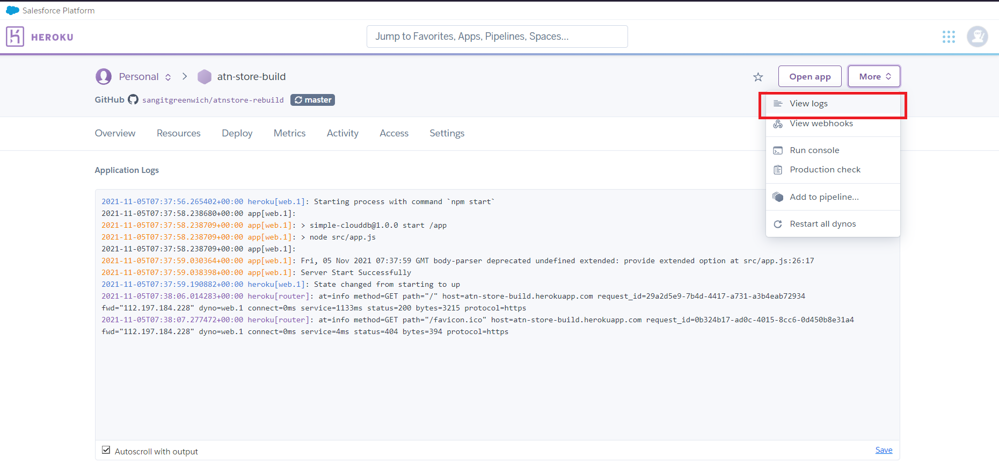 Salesforce Platform
HEROKU
Jump to Favorites, Apps, Pipelines, Spaces...
Personal
atn-store-build
Open app
More
GitHub sangitgreenwich/atnstore-rebuild master
View logs
View webhooks
Run console
Production check
Add to pipeline...
Restart all dynos
Overview Resources Deploy Metrics Activity Access Settings
Application Logs
2021-11-05T07:37:56.265402+00:00 heroku[web.1]: Starting process with command `npm start`
2021-11-05T07:37:58.238680+00:00 app[web.1]:
2021-11-05T07:37:58.238709+00:00 app[web.1]: > simple-clouddb@1.0.0 start /app
2021-11-05T07:37:58.238709+00:00 app[web.1]: > node src/app.js
2021-11-05T07:37:58.238709+00:00 app[web.1]:
2021-11-05T07:37:59.030364+00:00 app[web.1]: Fri, 05 Nov 2021 07:37:59 GMT body-parser deprecated undefined extended: provide extended option at src/app.js:26:17
2021-11-05T07:37:59.038398+00:00 app[web.1]: Server Start Successfully
2021-11-05T07:37:59.190882+00:00 heroku[web.1]: State changed from starting to up
2021-11-05T07:38:06.014283+00:00 heroku[router]: at=info method=GET path="/" host=atn-store-build.herokuapp.com request_id=29a2d5e9-7b4d-4417-a731-a3b4eab72934
fwd="112.197.184.228" dyno=web.1 connect=0ms service=1133ms status=200 bytes=3215 protocol=https
2021-11-05T07:38:07.277472+00:00 heroku[router]: at=info method=GET path="/favicon.ico" host=atn-store-build.herokuapp.com request_id=0b324b17-ad0c-4015-8cc6-0d450b8e31a4
fwd="112.197.184.228" dyno=web.1 connect=0ms service=4ms status=404 bytes=394 protocol=https
Autoscroll with output
Save